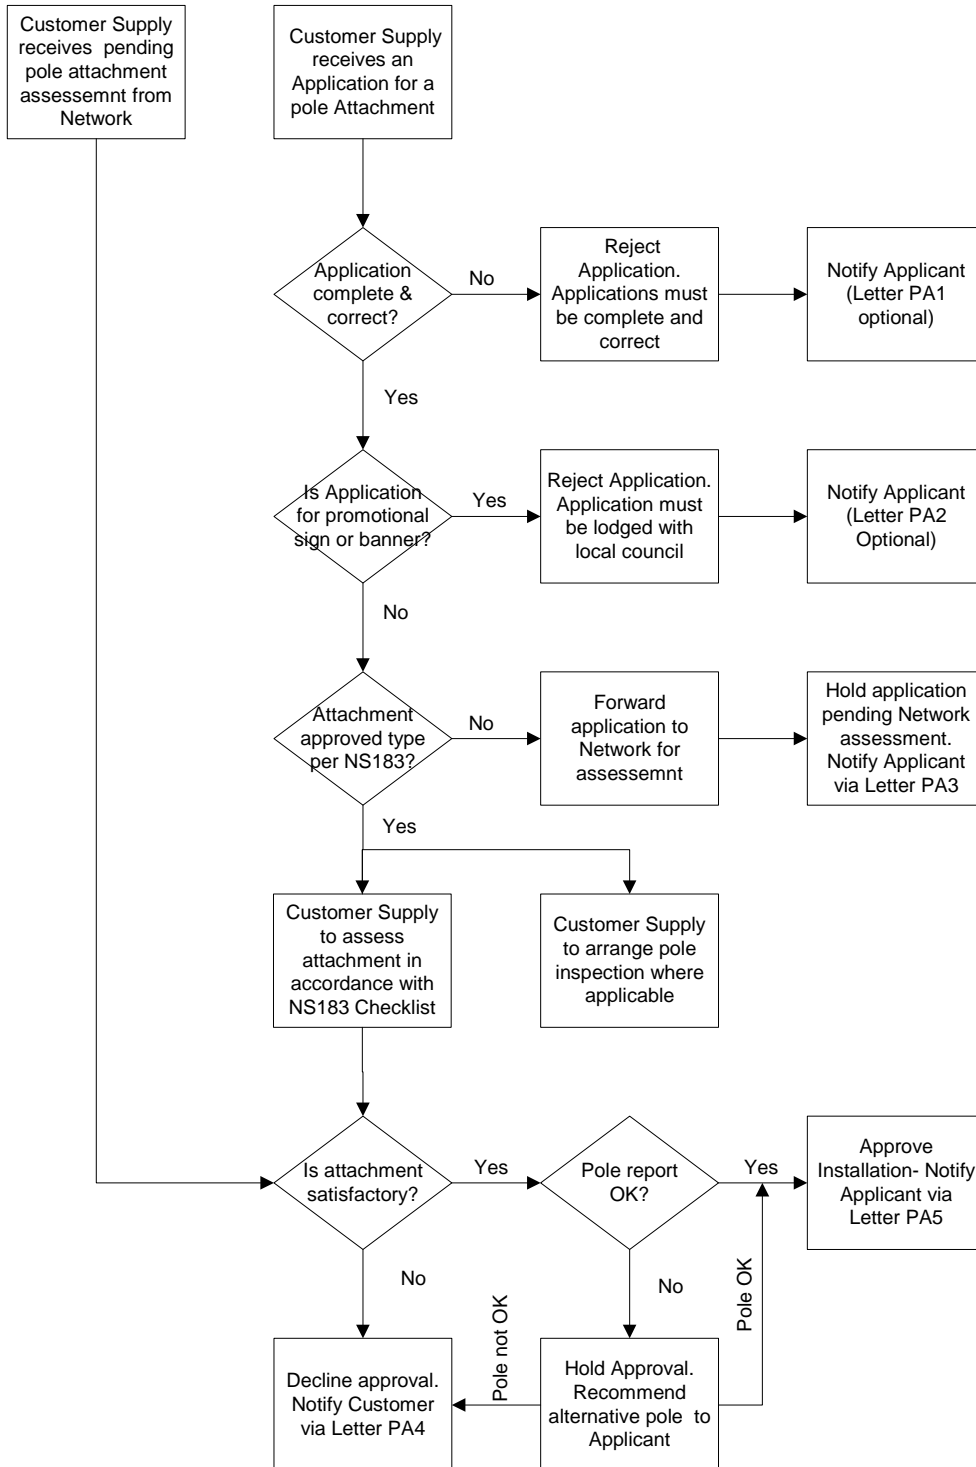 Customer Supply
receives  pending
pole attachment
assessemnt from
Network
Customer Supply
receives an
Application for a
pole Attachment
Application
complete &
correct?
No
Reject
Application.
Applications must
be complete and
correct
Notify Applicant
(Letter PA1
optional)
Yes
Is Application
for promotional
sign or banner?
Yes
Reject Application.
Application must
be lodged with
local council
Notify Applicant
(Letter PA2
Optional)
No
Attachment
approved type
per NS183?
No
Forward
application to
Network for
assessemnt
Hold application
pending Network
assessment.
Notify Applicant
via Letter PA3
Yes
Customer Supply
to assess
attachment in
accordance with
NS183 Checklist
Customer Supply
to arrange pole
inspection where
applicable
Is attachment
satisfactory?
Yes
Pole report
OK?
Yes
Approve
Installation- Notify
Applicant via
Letter PA5
No
No
Pole not OK
Pole OK
Decline approval.
Notify Customer
via Letter PA4
Hold Approval.
Recommend
alternative pole  to
Applicant